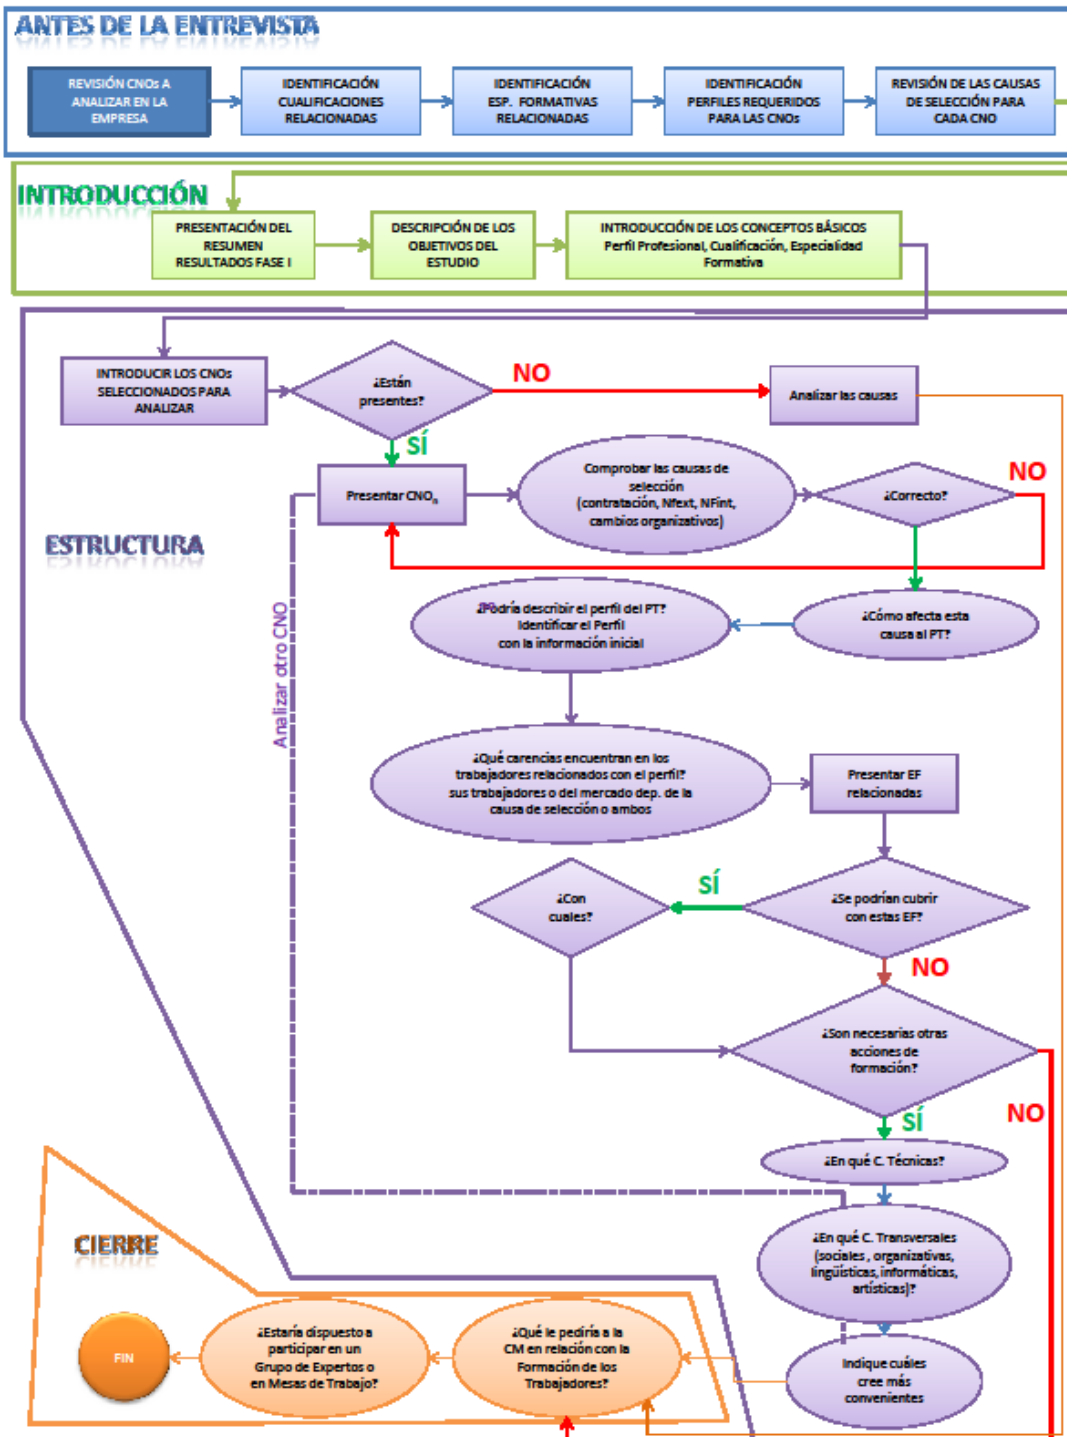 ANTES DE LA ENTREVISTA
REVISIÓN CNOs A
ANALIZAR EN LA
EMPRESA
IDENTIFICACIÓN
CUALIFICACIONES
RELACIONADAS
IDENTIFICACIÓN
ESP. FORMATIVAS
RELACIONADAS
IDENTIFICACIÓN
PERFILES REQUERIDOS
PARA LAS CNOs
REVISIÓN DE LAS CAUSAS
DE SELECCIÓN PARA
CADA CNO
INTRODUCCIÓN
PRESENTACIÓN DEL
RESUMEN
RESULTADOS FASE I
DESCRIPCIÓN DE LOS
OBJETIVOS DEL
ESTUDIO
INTRODUCCIÓN DE LOS CONCEPTOS BÁSICOS
Perfil Profesional, Cualificación, Especialidad
Formativa
INTRODUCIR LOS CNOs
SELECCIONADOS PARA
ANALIZAR
¿Están
presentes?
NO
Analizar las causas
SÍ
Presentar CNOn
Comprobar las causas de
selección
(contratación, Nfext, NFint,
cambios organizativos)
¿Correcto?
NO
ESTRUCTURA
¿Podría describir el perfil del PT?
Identificar el Perfil
con la información inicial
¿Cómo afecta esta
causa al PT?
Analizar otro CNO
¿Qué carencias encuentran en los
trabajadores relacionados con el perfil?
sus trabajadores o del mercado dep. de la
causa de selección o ambos
Presentar EF
relacionadas
¿Con
cuales?
SÍ
¿Se podrían cubrir
con estas EF?
NO
¿Son necesarias otras
acciones de
formación?
NO
SÍ
¿En qué C. Técnicas?
¿En qué C. Transversales
(sociales , organizativas,
lingüísticas, informáticas,
artísticas)?
CIERRE
FIN
¿Estaría dispuesto a
participar en un
Grupo de Expertos o
en Mesas de Trabajo?
¿Qué le pediría a la
CM en relación con la
Formación de los
Trabajadores?
Indique cuáles
cree más
convenientes